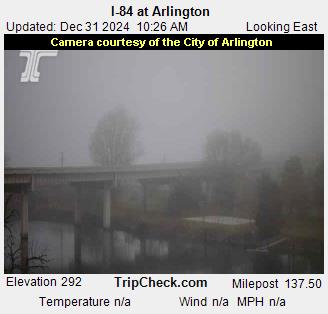 I-84 at Arlington
Updated: Dec 31 2024 10:26 AM Looking East
Camera courtesy of the City of Arlington
Elevation 292 TripCheck.com Milepost 137.50
Temperature n/a Wind n/a MPH n/a